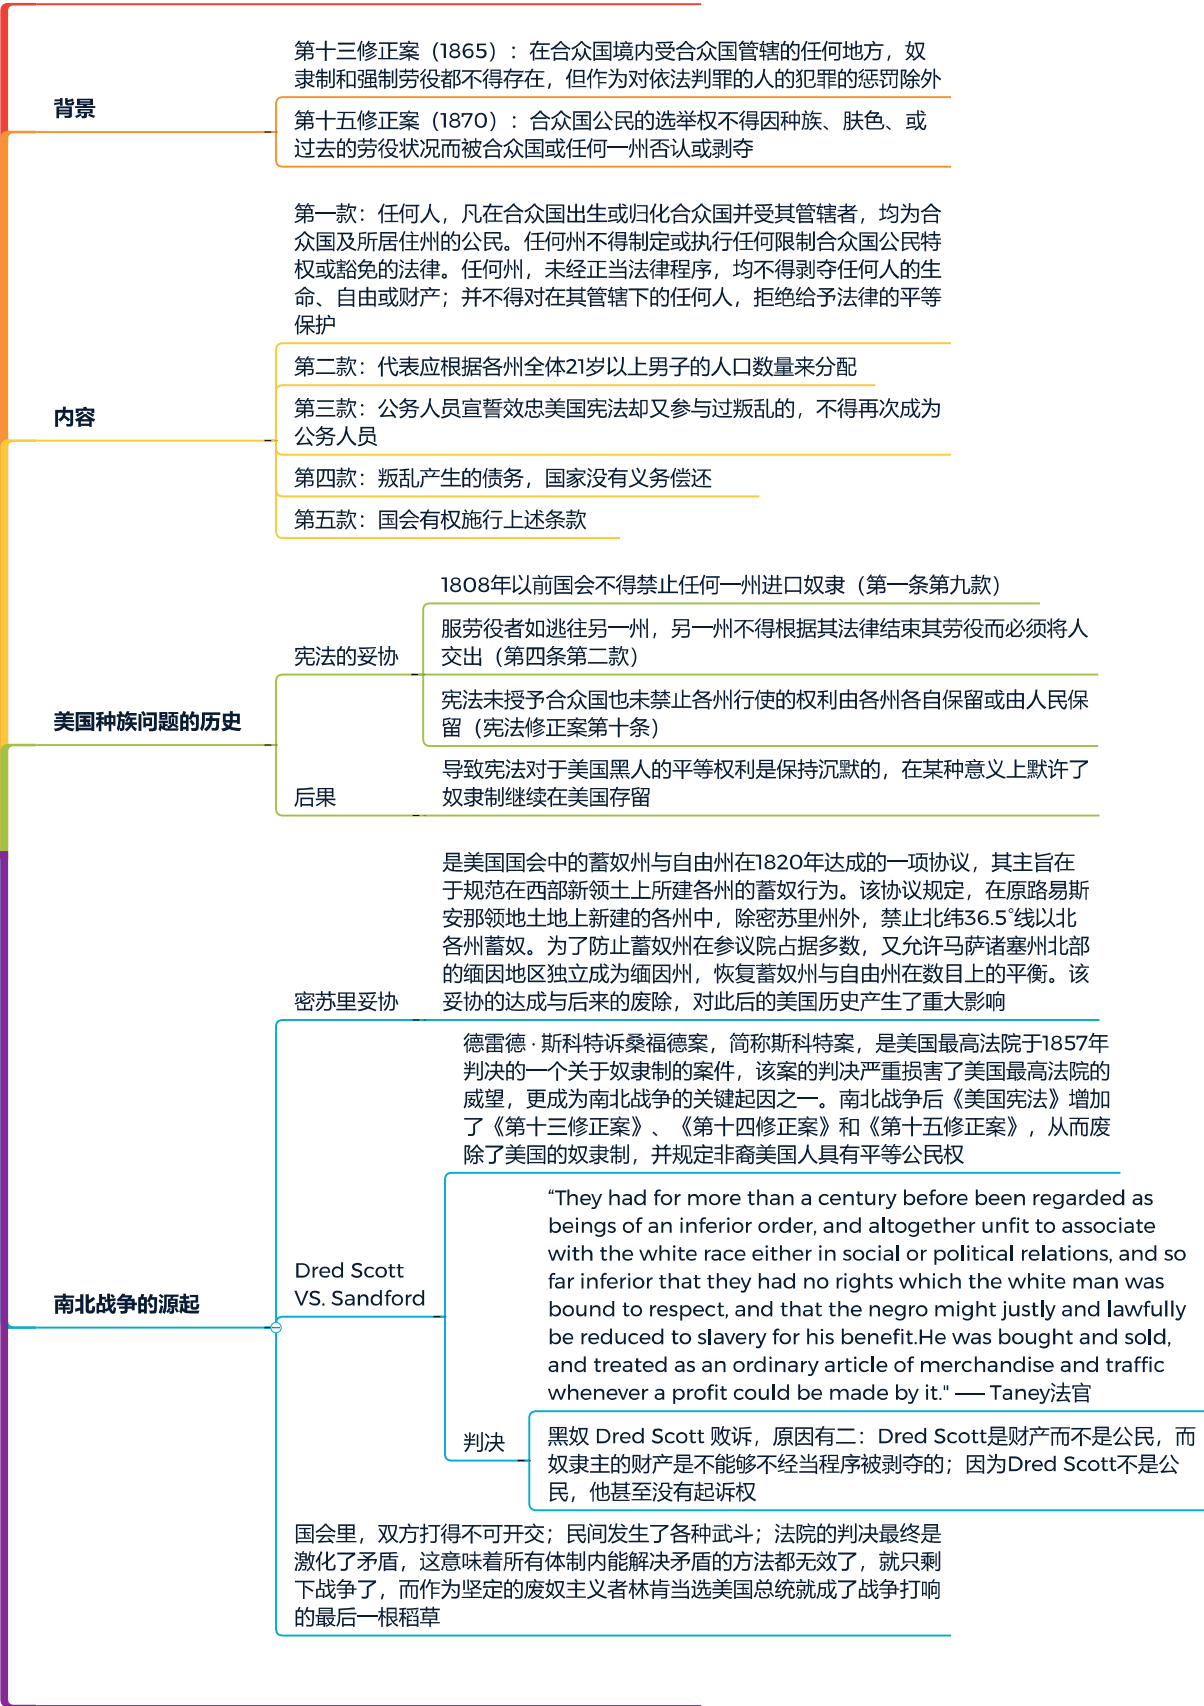 第十三修正案（1865）：在合众国境内受合众国管辖的任何地方，奴
隶制和强制劳役都不得存在，但作为对依法判罪的人的犯罪的惩罚除外
背景
第十五修正案（1870）：合众国公民的选举权不得因种族、肤色、或
过去的劳役状况而被合众国或任何一州否认或剥夺
第一款：任何人，凡在合众国出生或归化合众国并受其管辖者，均为合
众国及所居住州的公民。任何州不得制定或执行任何限制合众国公民特
权或豁免的法律。任何州，未经正当法律程序，均不得剥夺任何人的生
命、自由或财产；并不得对在其管辖下的任何人，拒绝给予法律的平等
保护
第二款：代表应根据各州全体21岁以上男子的人口数量来分配
内容
第三款：公务人员宣誓效忠美国宪法却又参与过叛乱的，不得再次成为
公务人员
第四款：叛乱产生的债务，国家没有义务偿还
第五款：国会有权施行上述条款
美国种族问题的历史
宪法的妥协
1808年以前国会不得禁止任何一州进口奴隶（第一条第九款）
服劳役者如逃往另一州，另一州不得根据其法律结束其劳役而必须将人
交出（第四条第二款）
宪法未授予合众国也未禁止各州行使的权利由各州各自保留或由人民保
留（宪法修正案第十条）
后果
导致宪法对于美国黑人的平等权利是保持沉默的，在某种意义上默许了
奴隶制继续在美国存留
南北战争的源起
密苏里妥协
是美国国会中的蓄奴州与自由州在1820年达成的一项协议，其主旨在
于规范在西部新领土上所建各州的蓄奴行为。该协议规定，在原路易斯
安那领地土地上新建的各州中，除密苏里州外，禁止北纬36.5°线以北
各州蓄奴。为了防止蓄奴州在参议院占据多数，又允许马萨诸塞州北部
的缅因地区独立成为缅因州，恢复蓄奴州与自由州在数目上的平衡。该
妥协的达成与后来的废除，对此后的美国历史产生了重大影响
Dred Scott
VS. Sandford
德雷德·斯科特诉桑福德案，简称斯科特案，是美国最高法院于1857年
判决的一个关于奴隶制的案件，该案的判决严重损害了美国最高法院的
威望，更成为南北战争的关键起因之一。南北战争后《美国宪法》增加
了《第十三修正案》、《第十四修正案》和《第十五修正案》，从而废
除了美国的奴隶制，并规定非裔美国人具有平等公民权
判决
“They had for more than a century before been regarded as
beings of an inferior order, and altogether unfit to associate
with the white race either in social or political relations, and so
far inferior that they had no rights which the white man was
bound to respect, and that the negro might justly and lawfully
be reduced to slavery for his benefit.He was bought and sold,
and treated as an ordinary article of merchandise and traffic
whenever a profit could be made by it." —— Taney法官
黑奴 Dred Scott 败诉，原因有二：Dred Scott是财产而不是公民，而
奴隶主的财产是不能够不经当程序被剥夺的；因为Dred Scott不是公
民，他甚至没有起诉权
国会里，双方打得不可开交；民间发生了各种武斗；法院的判决最终是
激化了矛盾，这意味着所有体制内能解决矛盾的方法都无效了，就只剩
下战争了，而作为坚定的废奴主义者林肯当选美国总统就成了战争打响
的最后一根稻草